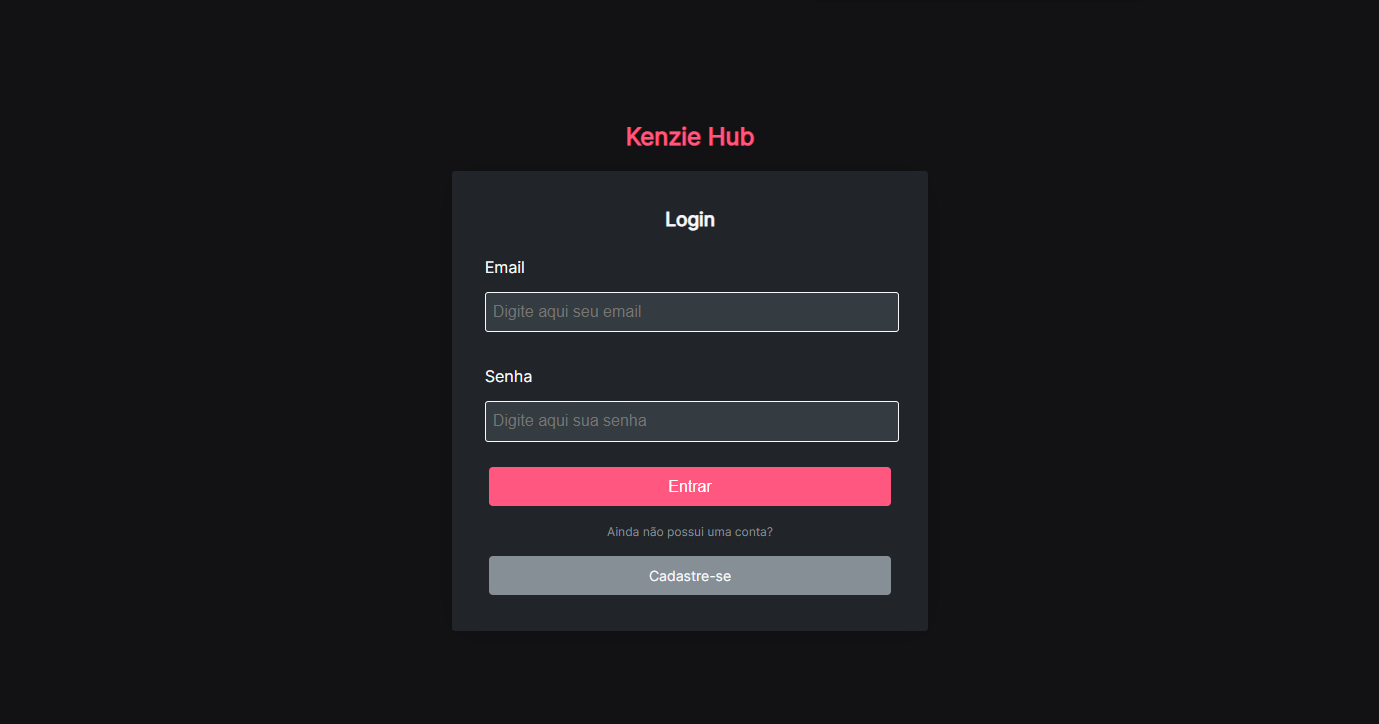 Kenzie Hub
Login
Email
Digite aqui seu email
Senha
Digite aqui sua senha
Entrar
Ainda não possui uma conta?
Cadastre-se